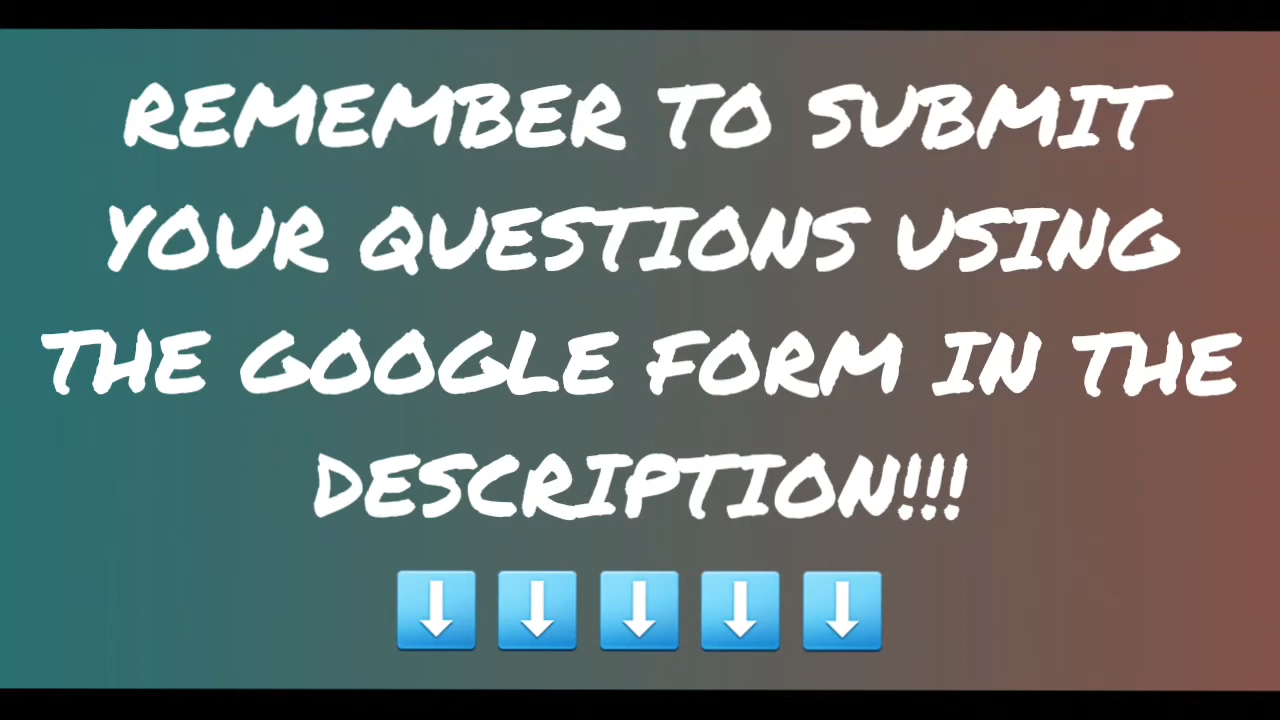 REMEMBER TO SUBMIT
YOUR QUESTIONS USING
THE GOOGLE FORM IN THE
DESCRIPTION!!!
⬇️⬇️⬇️⬇️⬇️